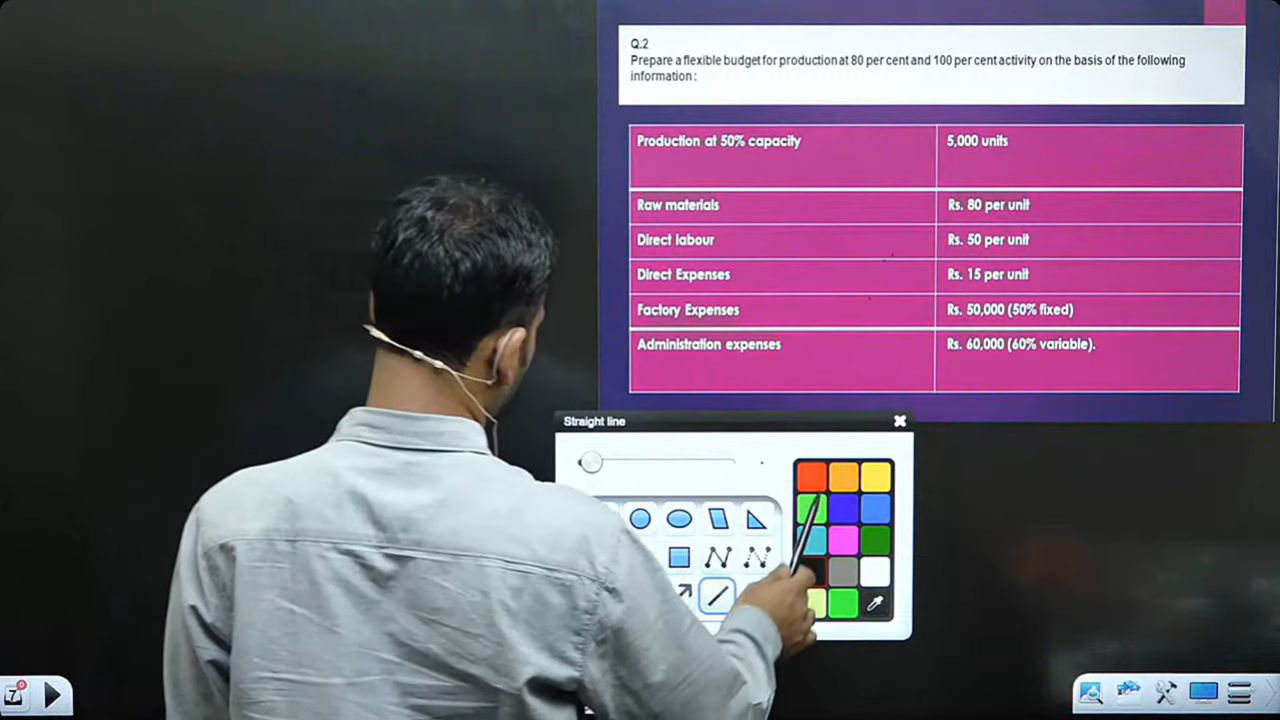 Q.2
Prepare a flexible budget for production at 80 per cent and 100 per cent activity on the basis of the following
information :
Production at 50% capacity 5,000 units
Raw materials Rs. 80 per unit
Direct labour Rs. 50 per unit
Direct Expenses Rs. 15 per unit
Factory Expenses Rs. 50,000 (50% fixed)
Administration expenses Rs. 60,000 (60% variable).
Straight line
7
0